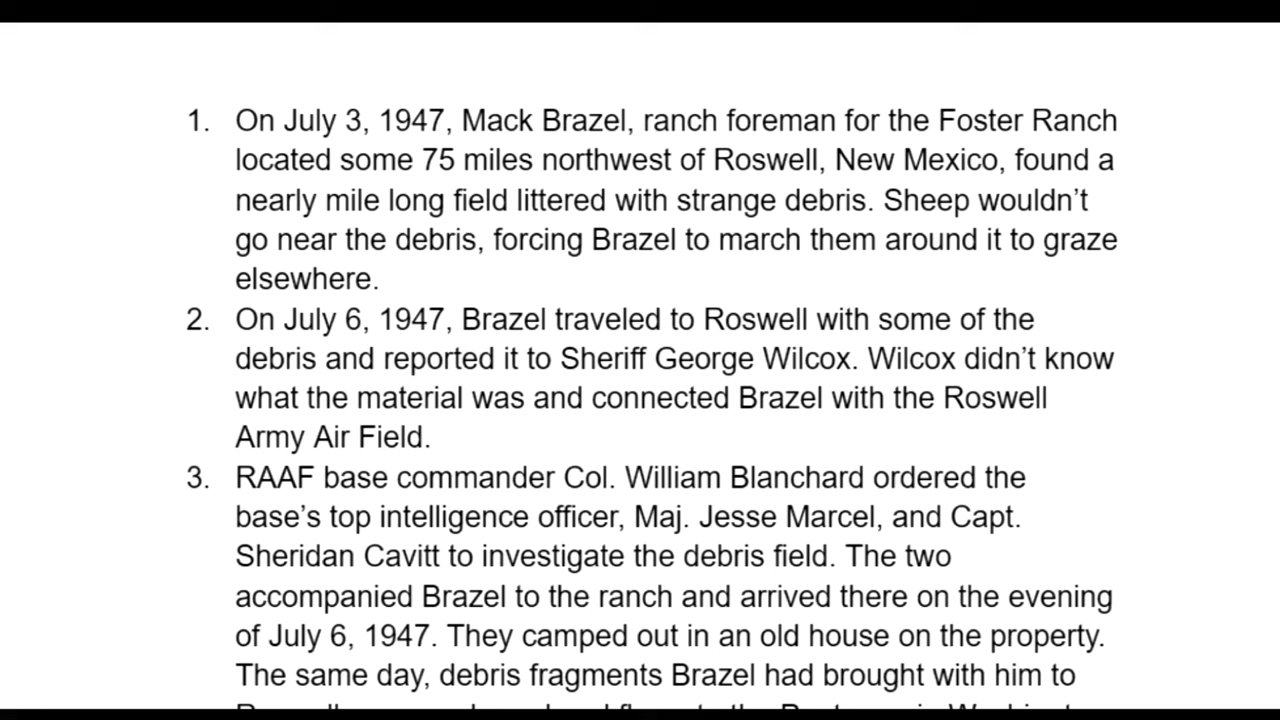 1. On July 3, 1947, Mack Brazel, ranch foreman for the Foster Ranch
located some 75 miles northwest of Roswell, New Mexico, found a
nearly mile long field littered with strange debris. Sheep wouldn’t
go near the debris, forcing Brazel to march them around it to graze
elsewhere.
2. On July 6, 1947, Brazel traveled to Roswell with some of the
debris and reported it to Sheriff George Wilcox. Wilcox didn’t know
what the material was and connected Brazel with the Roswell
Army Air Field.
3. RAAF base commander Col. William Blanchard ordered the
base’s top intelligence officer, Maj. Jesse Marcel, and Capt.
Sheridan Cavitt to investigate the debris field. The two
accompanied Brazel to the ranch and arrived there on the evening
of July 6, 1947. They camped out in an old house on the property.
The same day, debris fragments Brazel had brought with him to